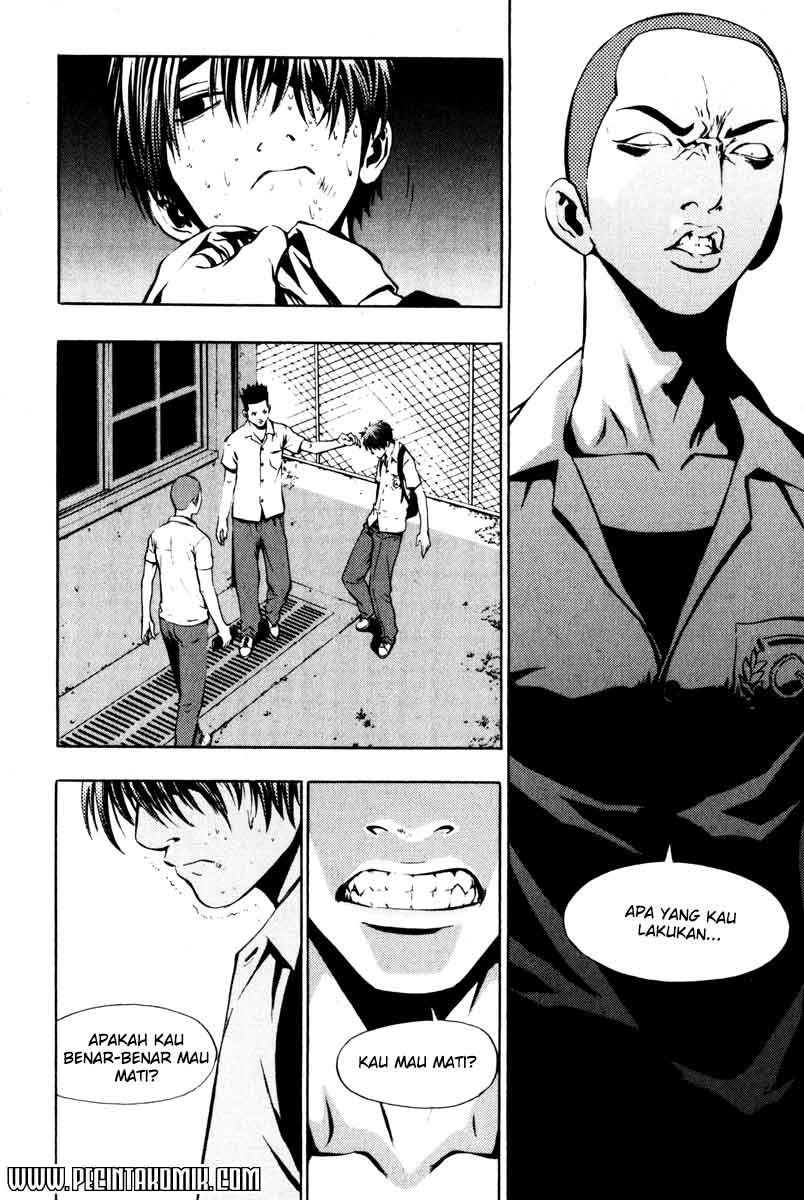 APA YANG KAU
LAKUKAN...
KAU MAU MATI?
APAKAH KAU
BENAR-BENAR MAU
MATI?
WWW.PECINTAKOMIK.COM